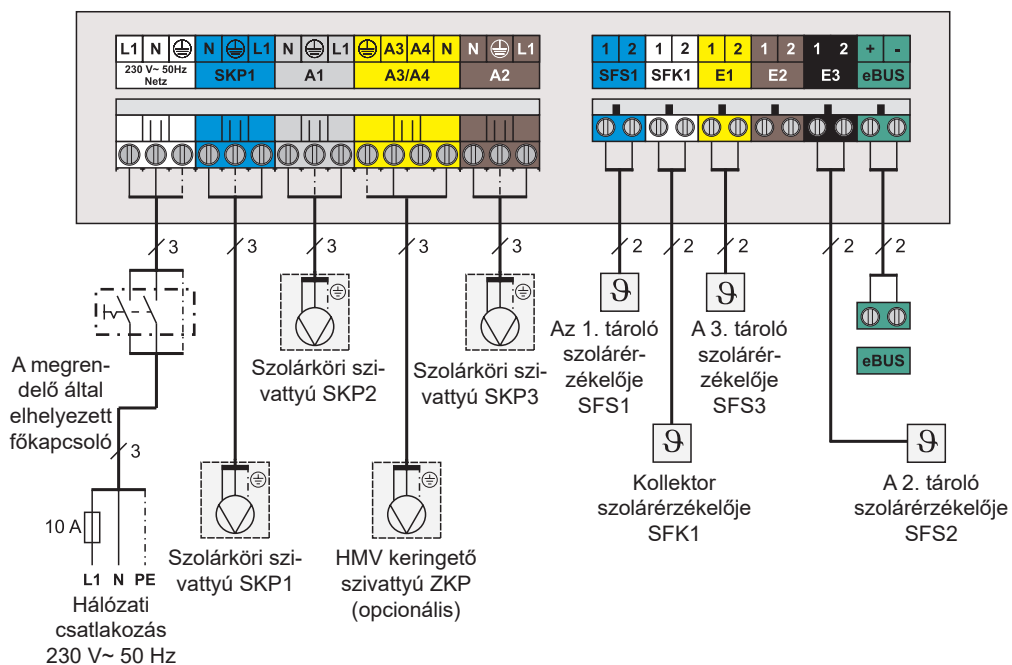 L1 N N L1 N L1 A3 A4 N N L1
230 V~ 50Hz
Netz
SKP1 A1 A3/A4 A2
1 2 1 2 1 2 1 2 1 2 + -
SFS1 SFK1 E1 E2 E3 eBUS
3 3 3 3 3 2 2 2 2 2
A megren-
delő által
elhelyezett
főkapcsoló
3
10 A
L1 N PE
Hálózati
csatlakozás
230 V~ 50 Hz
Szolárköri szi-
vattyú SKP1
Szolárköri szi-
vattyú SKP2
HMV keringető
szivattyú ZKP
(opcionális)
Szolárköri szi-
vattyú SKP3
ϑ
Az 1. tároló
szolárér-
zékelője
SFS1
ϑ
Kollektor
szolárérzékelője
SFK1
ϑ
A 3. tároló
szolárér-
zékelője
SFS3
ϑ
A 2. tároló
szolárérzékelője
SFS2
eBUS